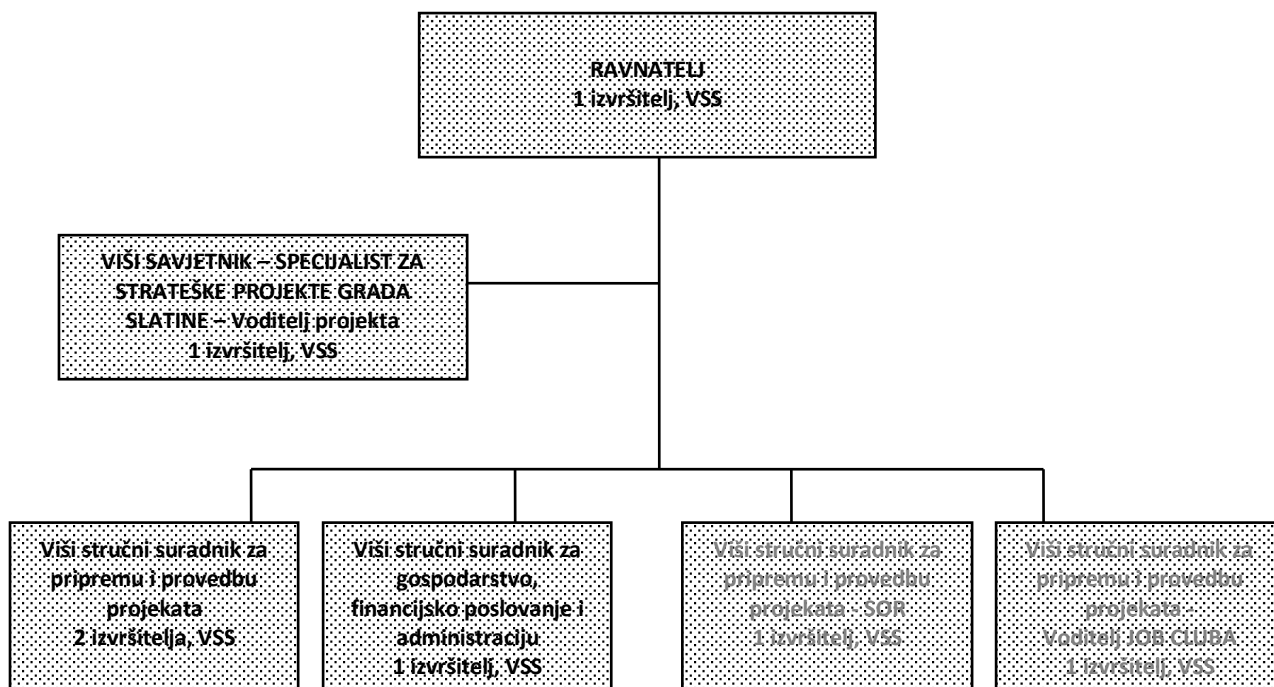 RAVNATELJ
1 izvršitelj, VSS
VIŠI SAVJETNIK – SPECIJALIST ZA
STRATEŠKE PROJEKTE GRADA
SLATINE – Voditelj projekta
1 izvršitelj, VSS
Viši stručni suradnik za
pripremu i provedbu
projekata
2 izvršitelja, VSS
Viši stručni suradnik za
gospodarstvo,
financijsko poslovanje i
administraciju
1 izvršitelj, VSS
Viši stručni suradnik za
pripremu i provedbu
projekata - SOR
1 izvršitelj, VSS
Viši stručni suradnik za
pripremu i provedbu
projekata -
Voditelj JOB CLUBA
1 izvršitelj, VSS